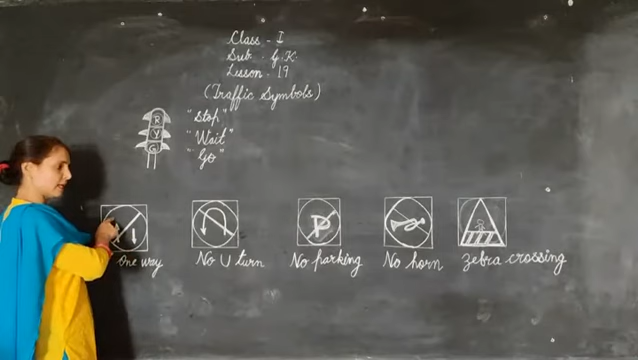 Class - I
Sub - G.K.
Lesson - 19
(Traffic Symbols)
R "Stop"
Y "Wait"
G "Go"
P
One way
No U turn
No parking
No horn
Zebra crossing